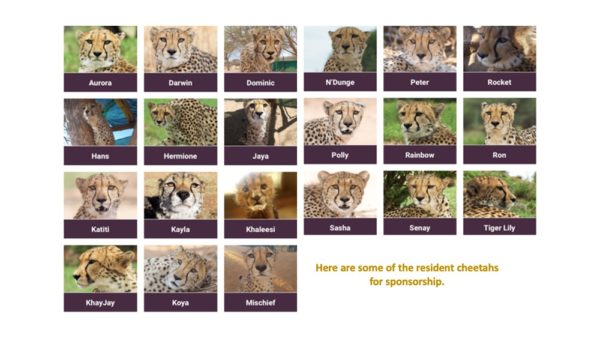 Aurora
Darwin
Dominic
N'Dunge
Peter
Rocket
Hans
Hermione
Jaya
Polly
Rainbow
Ron
Katiti
Kayla
Khaleesi
Sasha
Senay
Tiger Lily
KhayJay
Koya
Mischief
Here are some of the resident cheetahs
for sponsorship.